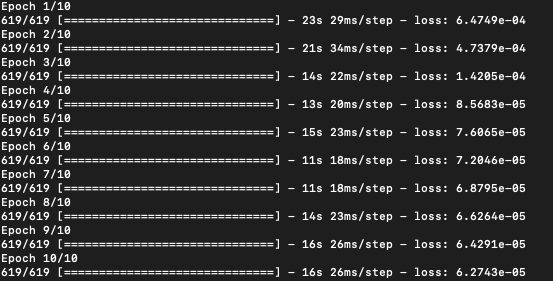 Epoch 1/10
619/619 [==============================] - 23s 29ms/step - loss: 6.4749e-04
Epoch 2/10
619/619 [==============================] - 21s 34ms/step - loss: 4.7379e-04
Epoch 3/10
619/619 [==============================] - 14s 22ms/step - loss: 1.4205e-04
Epoch 4/10
619/619 [==============================] - 13s 20ms/step - loss: 8.5683e-05
Epoch 5/10
619/619 [==============================] - 15s 23ms/step - loss: 7.6065e-05
Epoch 6/10
619/619 [==============================] - 11s 18ms/step - loss: 7.2046e-05
Epoch 7/10
619/619 [==============================] - 11s 18ms/step - loss: 6.8795e-05
Epoch 8/10
619/619 [==============================] - 14s 23ms/step - loss: 6.6264e-05
Epoch 9/10
619/619 [==============================] - 16s 26ms/step - loss: 6.4291e-05
Epoch 10/10
619/619 [==============================] - 16s 26ms/step - loss: 6.2743e-05